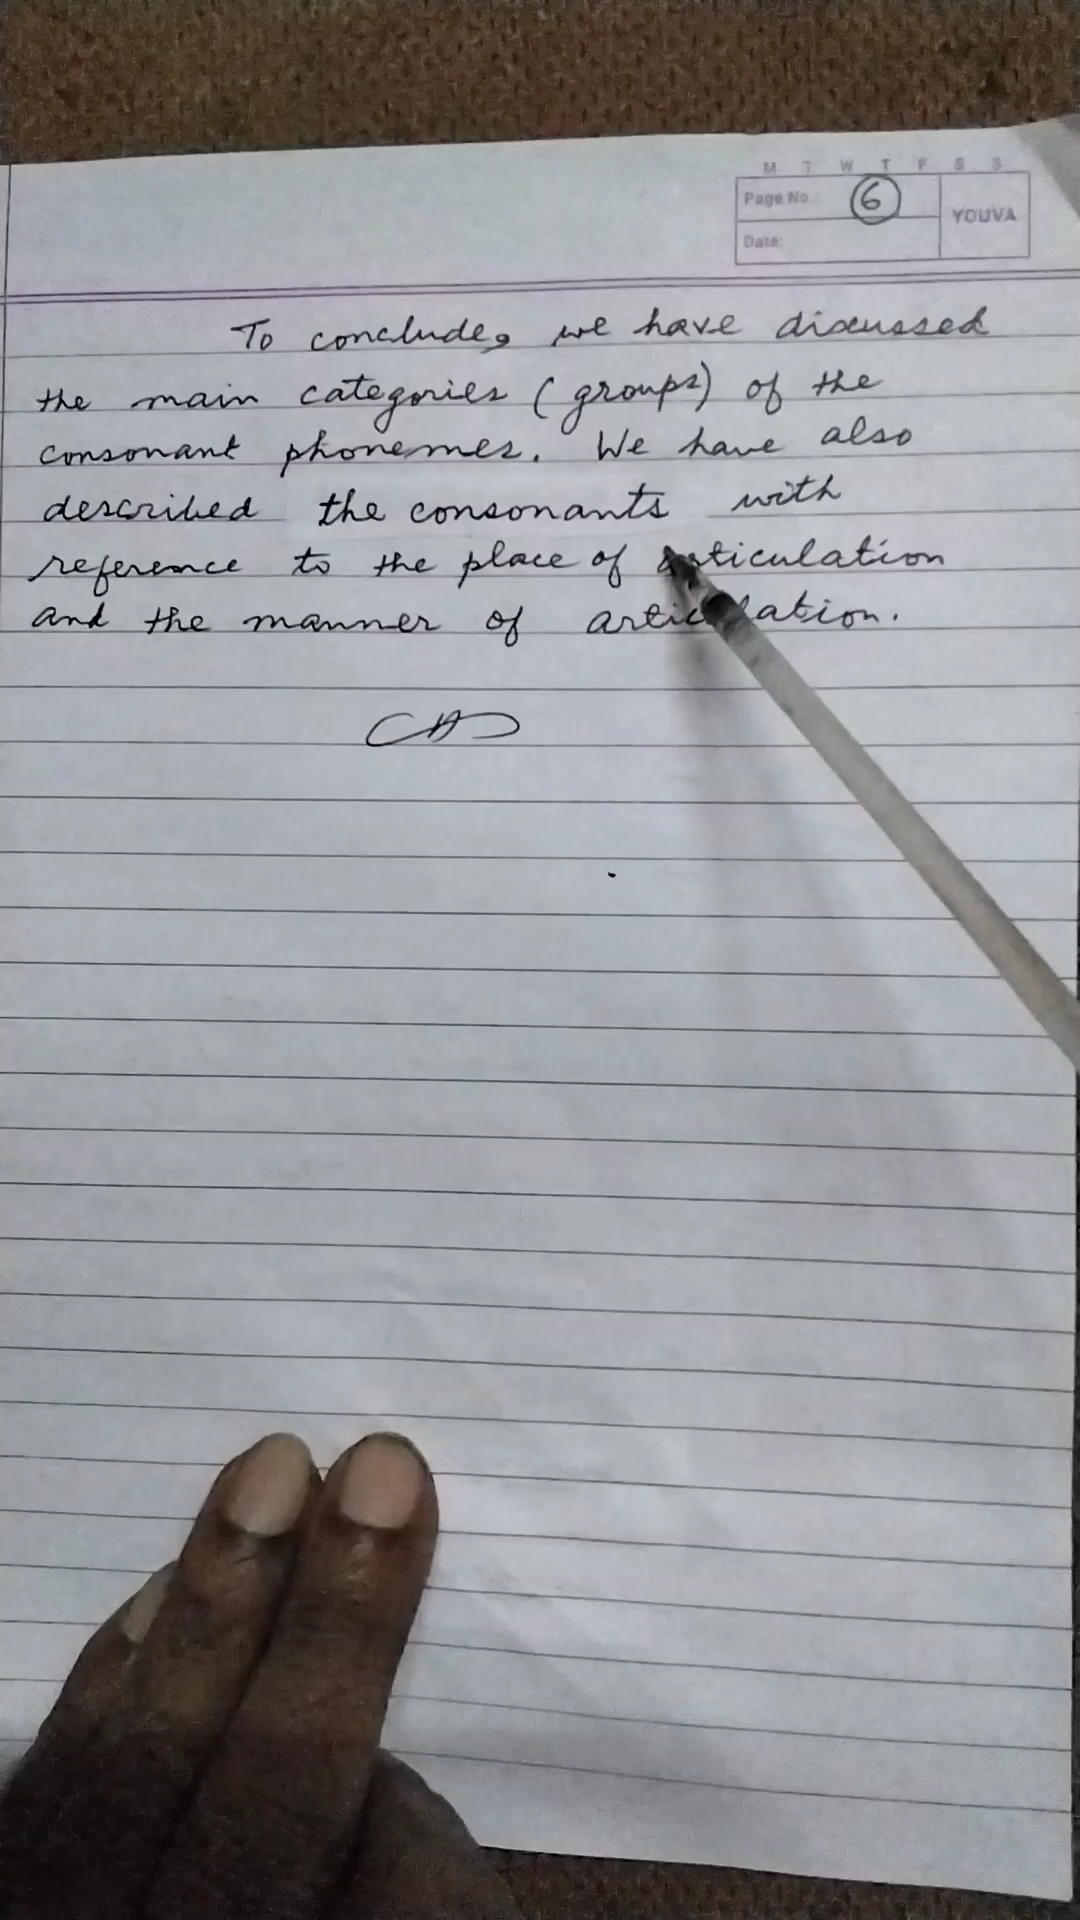 M T W T F S S
Page No.: 6
YOUVA
Date:
To conclude, we have discussed
the main categories (groups) of the
consonant phonemes. We have also
described the consonants with
reference to the place of articulation
and the manner of articulation.